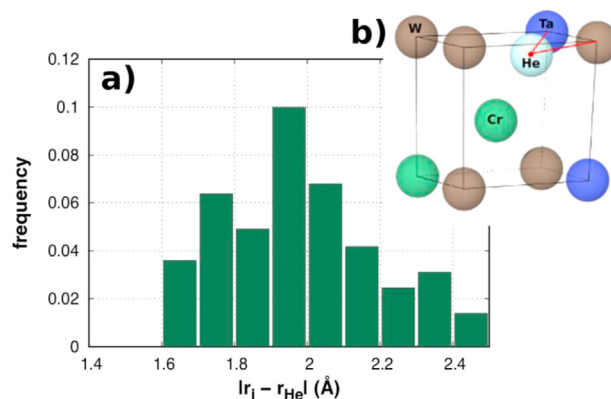 a)
b)
W
Ta
He
Cr
frequency
0.12
0.1
0.08
0.06
0.04
0.02
0
1.4 1.6 1.8 2 2.2 2.4
|rᵢ − r_He| (Å)